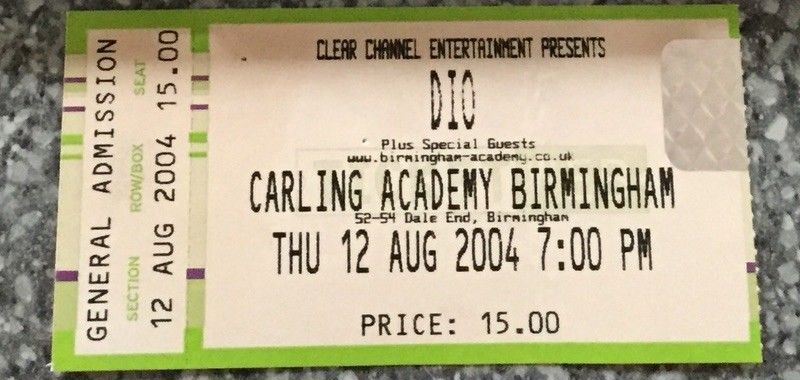 GENERAL ADMISSION
SECTION ROW/BOX SEAT
12 AUG 2004 15.00
CLEAR CHANNEL ENTERTAINMENT PRESENTS
DIO
Plus Special Guests
www.birmingham-academy.co.uk
CARLING ACADEMY BIRMINGHAM
52-54 Dale End, Birmingham
THU 12 AUG 2004 7:00 PM
PRICE: 15.00